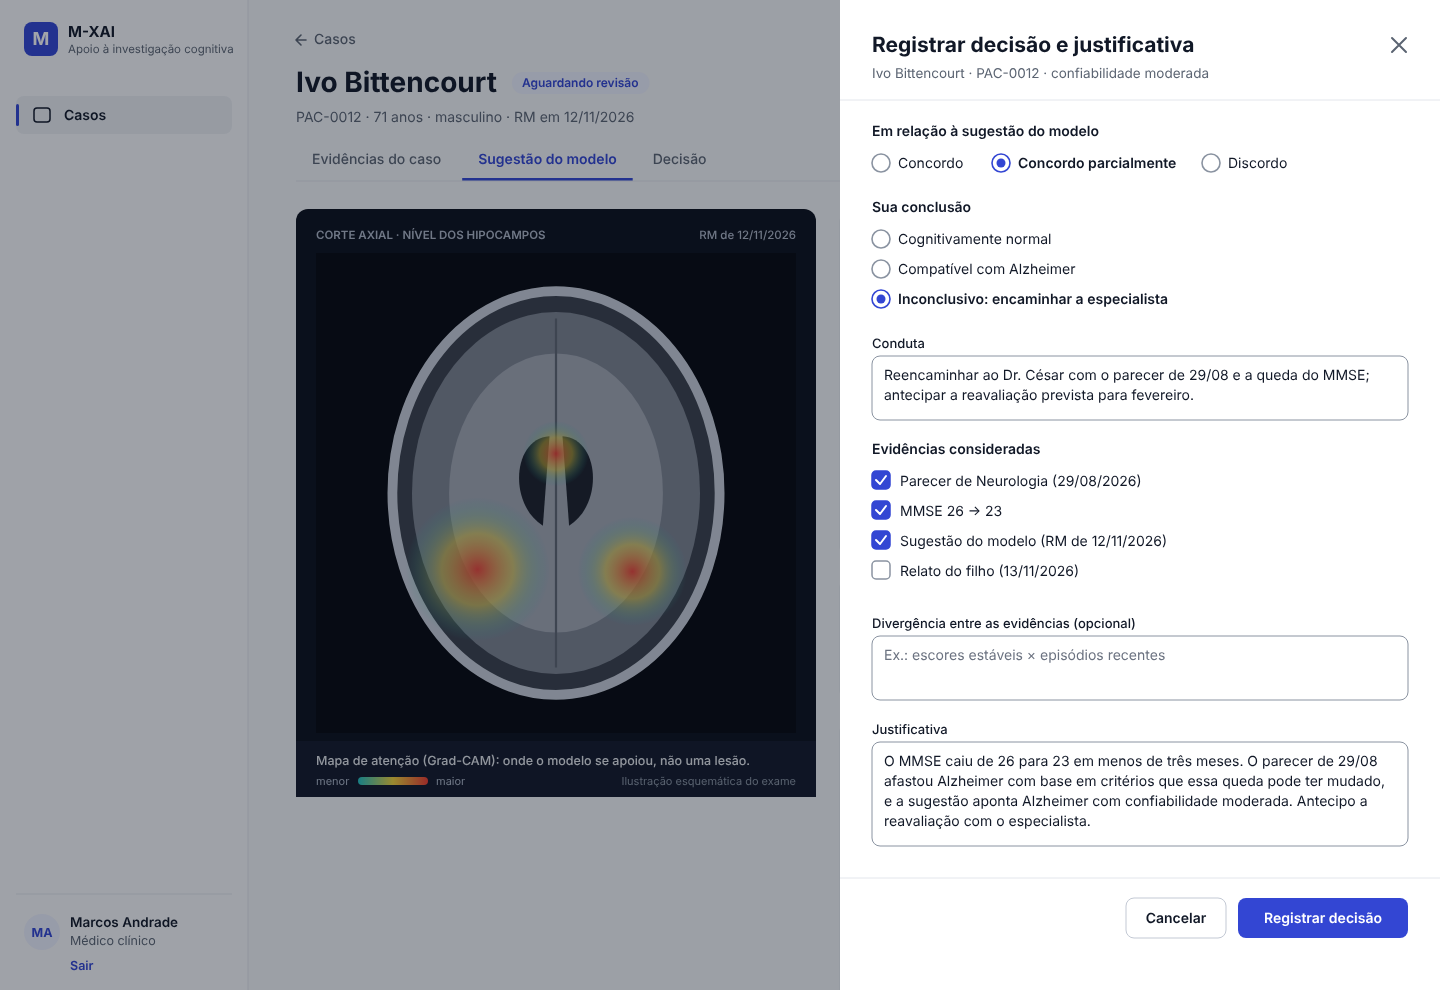 M
M-XAI
Apoio à investigação cognitiva
Casos
MA
Marcos Andrade
Médico clínico
Sair
Casos
Ivo Bittencourt
Aguardando revisão
PAC-0012 · 71 anos · masculino · RM em 12/11/2026
Evidências do caso
Sugestão do modelo
Decisão
CORTE AXIAL · NÍVEL DOS HIPOCAMPOS
RM de 12/11/2026
Mapa de atenção (Grad-CAM): onde o modelo se apoiou, não uma lesão.
menor
maior
Ilustração esquemática do exame
Registrar decisão e justificativa
Ivo Bittencourt · PAC-0012 · confiabilidade moderada
Em relação à sugestão do modelo
Concordo
Concordo parcialmente
Discordo
Sua conclusão
Cognitivamente normal
Compatível com Alzheimer
Inconclusivo: encaminhar a especialista
Conduta
Reencaminhar ao Dr. César com o parecer de 29/08 e a queda do MMSE;
antecipar a reavaliação prevista para fevereiro.
Evidências consideradas
Parecer de Neurologia (29/08/2026)
MMSE 26 → 23
Sugestão do modelo (RM de 12/11/2026)
Relato do filho (13/11/2026)
Divergência entre as evidências (opcional)
Ex.: escores estáveis × episódios recentes
Justificativa
O MMSE caiu de 26 para 23 em menos de três meses. O parecer de 29/08
afastou Alzheimer com base em critérios que essa queda pode ter mudado,
e a sugestão aponta Alzheimer com confiabilidade moderada. Antecipo a
reavaliação com o especialista.
Cancelar
Registrar decisão